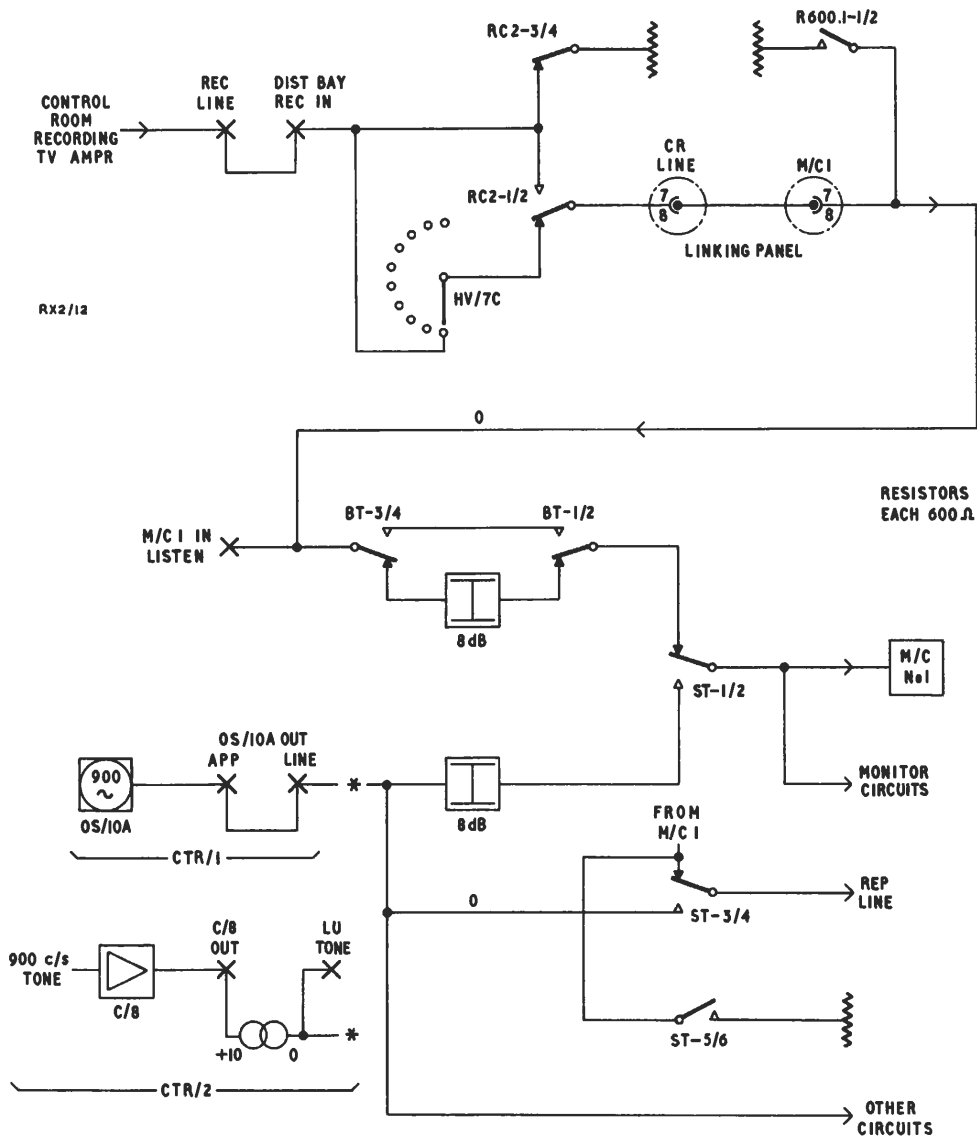 RC2-3/4
R600.1-1/2
REC
LINE
DIST BAY
REC IN
CONTROL
ROOM
RECORDING
TV AMPR
CR
LINE
M/C1
RC2-1/2
7
8
7
8
LINKING PANEL
HV/7C
RX2/12
0
RESISTORS
EACH 600Ω
BT-3/4
BT-1/2
M/C 1 IN
LISTEN
8dB
M/C
No1
ST-1/2
OS/10A OUT
APP
LINE
900
~
*
MONITOR
CIRCUITS
OS/10A
8dB
FROM
M/C 1
CTR/1
REP
LINE
0
ST-3/4
C/8
OUT
LU
TONE
900 c/s
TONE
C/8
+10
0
*
ST-5/6
CTR/2
OTHER
CIRCUITS